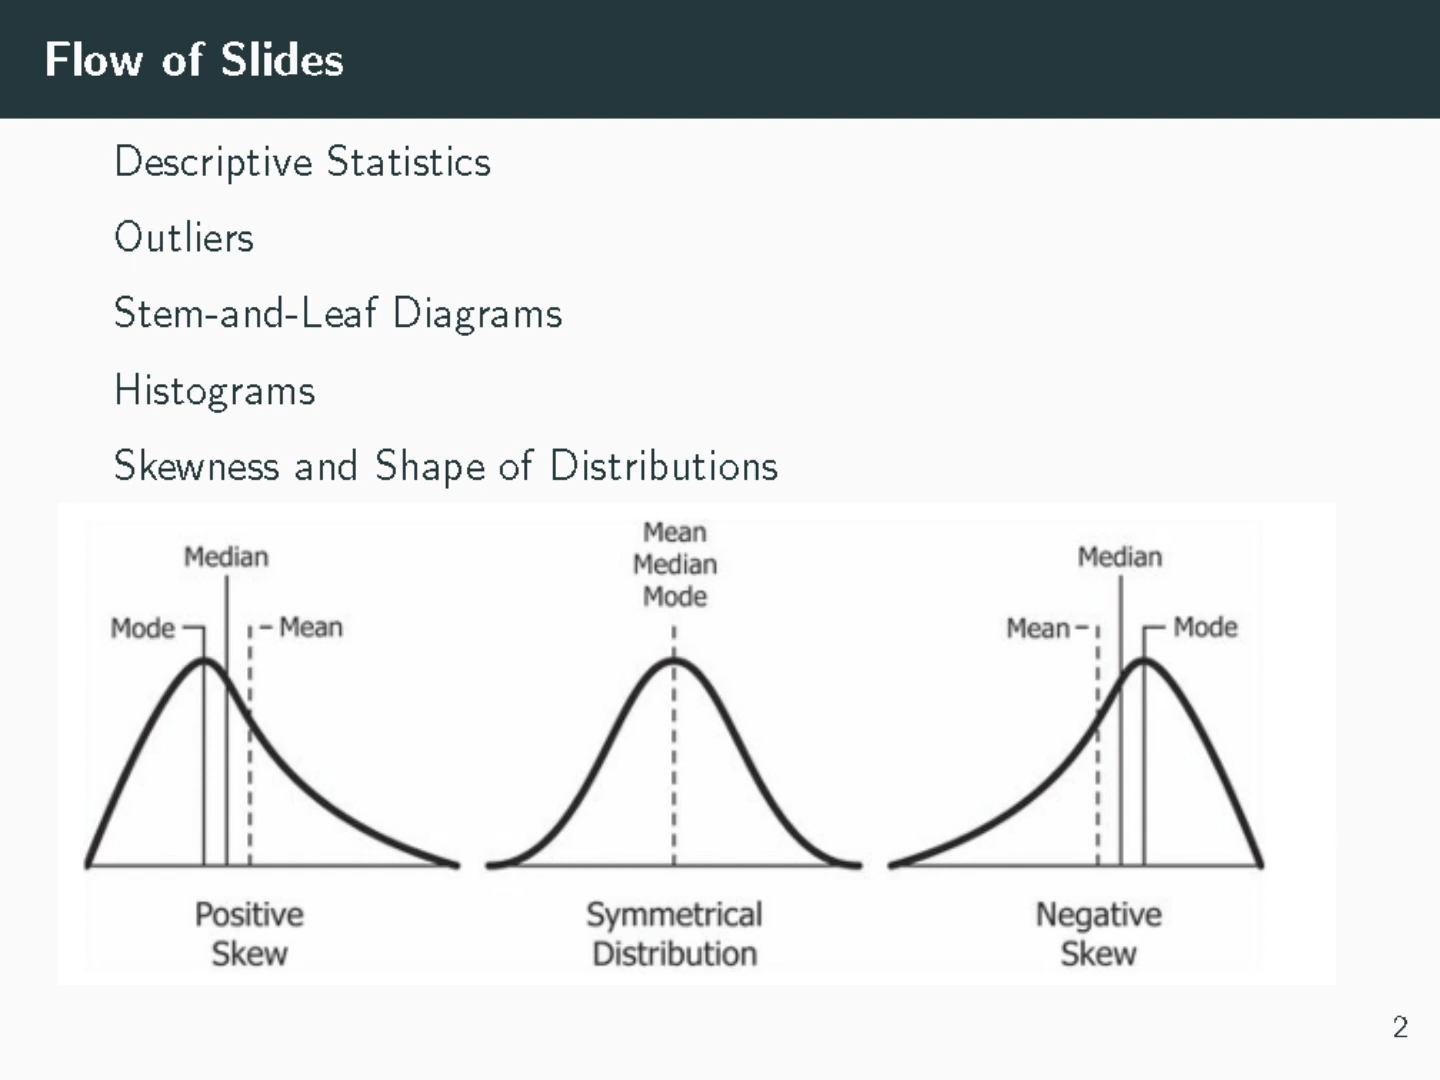 Flow of Slides
Descriptive Statistics
Outliers
Stem-and-Leaf Diagrams
Histograms
Skewness and Shape of Distributions
Median
Mode
Mean
Positive
Skew
Mean
Median
Mode
Symmetrical
Distribution
Median
Mean
Mode
Negative
Skew
2